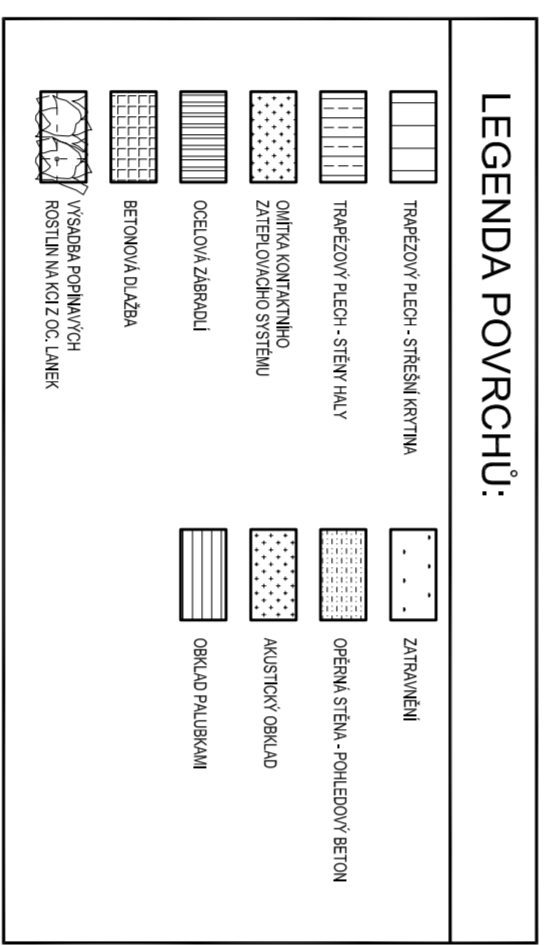 LEGENDA POVRCHŮ:
TRAPÉZOVÝ PLECH - STŘEŠNÍ KRYTINA
TRAPÉZOVÝ PLECH - STĚNY HALY
OMÍTKA KONTAKTNÍHO
ZATEPLOVACÍHO SYSTÉMU
OCELOVÁ ZÁBRADLÍ
BETONOVÁ DLAŽBA
VÝSADBA POPÍNAVÝCH
ROSTLIN NA KCI Z OC. LANEK
ZATRAVNĚNÍ
OPĚRNÁ STĚNA - POHLEDOVÝ BETON
AKUSTICKÝ OBKLAD
OBKLAD PALUBKAMI